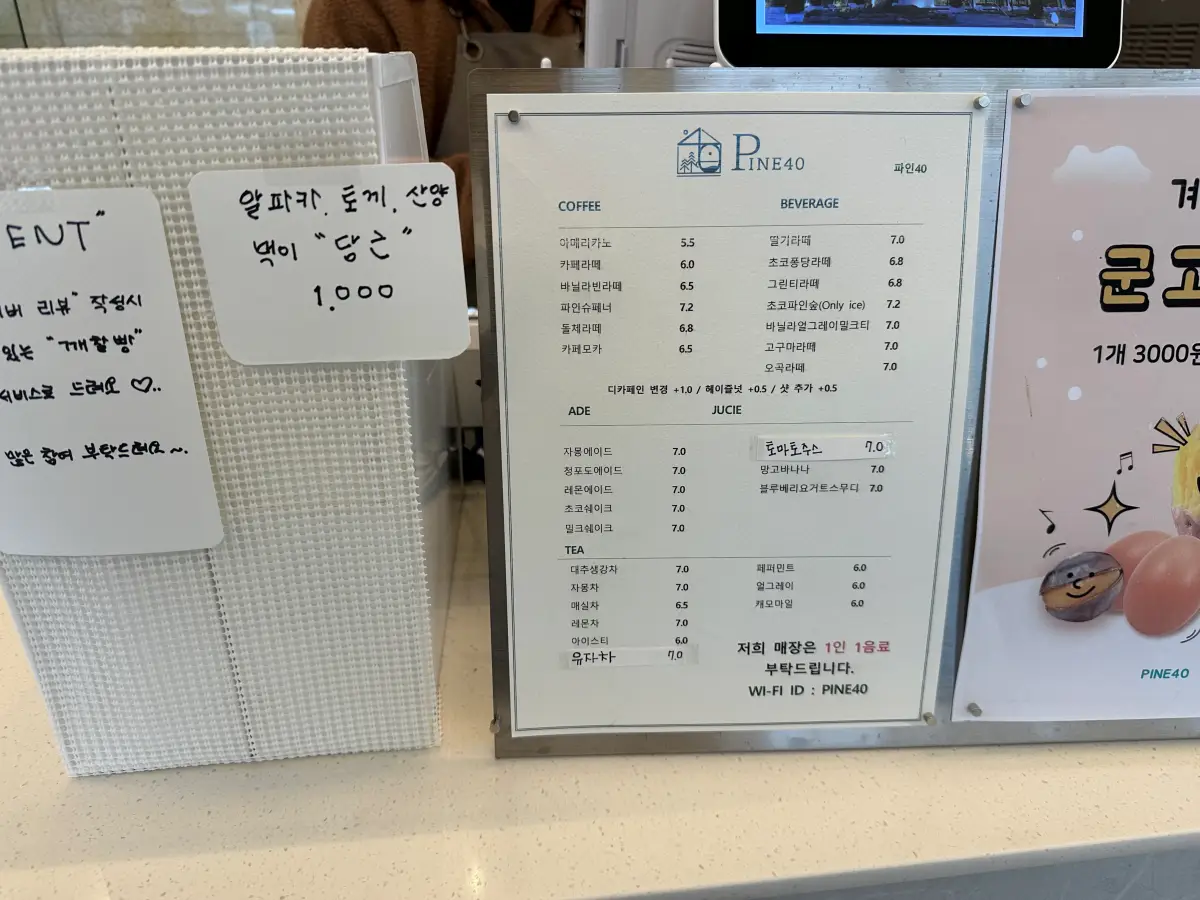 ENT"
리뷰" 작성시
있는 "깨찰빵"
서비스로 드려요 ♡..
많은 참여 부탁드려요~.
알파카. 토끼. 산양
먹이 "당근"
1.000
PINE40
파인40
COFFEE
아메리카노 5.5
카페라떼 6.0
바닐라빈라떼 6.5
파인슈페너 7.2
돌체라떼 6.8
카페모카 6.5
BEVERAGE
딸기라떼 7.0
초코퐁당라떼 6.8
그린티라떼 6.8
초코파인숲(Only ice) 7.2
바닐라얼그레이밀크티 7.0
고구마라떼 7.0
오곡라떼 7.0
디카페인 변경 +1.0 / 헤이즐넛 +0.5 / 샷 추가 +0.5
ADE
자몽에이드 7.0
청포도에이드 7.0
레몬에이드 7.0
초코쉐이크 7.0
밀크쉐이크 7.0
JUCIE
토마토주스 7.0
망고바나나 7.0
블루베리요거트스무디 7.0
TEA
대추생강차 7.0
자몽차 7.0
매실차 6.5
레몬차 7.0
아이스티 6.0
유자차 7.0
페퍼민트 6.0
얼그레이 6.0
캐모마일 6.0
저희 매장은 1인 1음료
부탁드립니다.
WI-FI ID : PINE40
군고
1개 3000원
PINE40